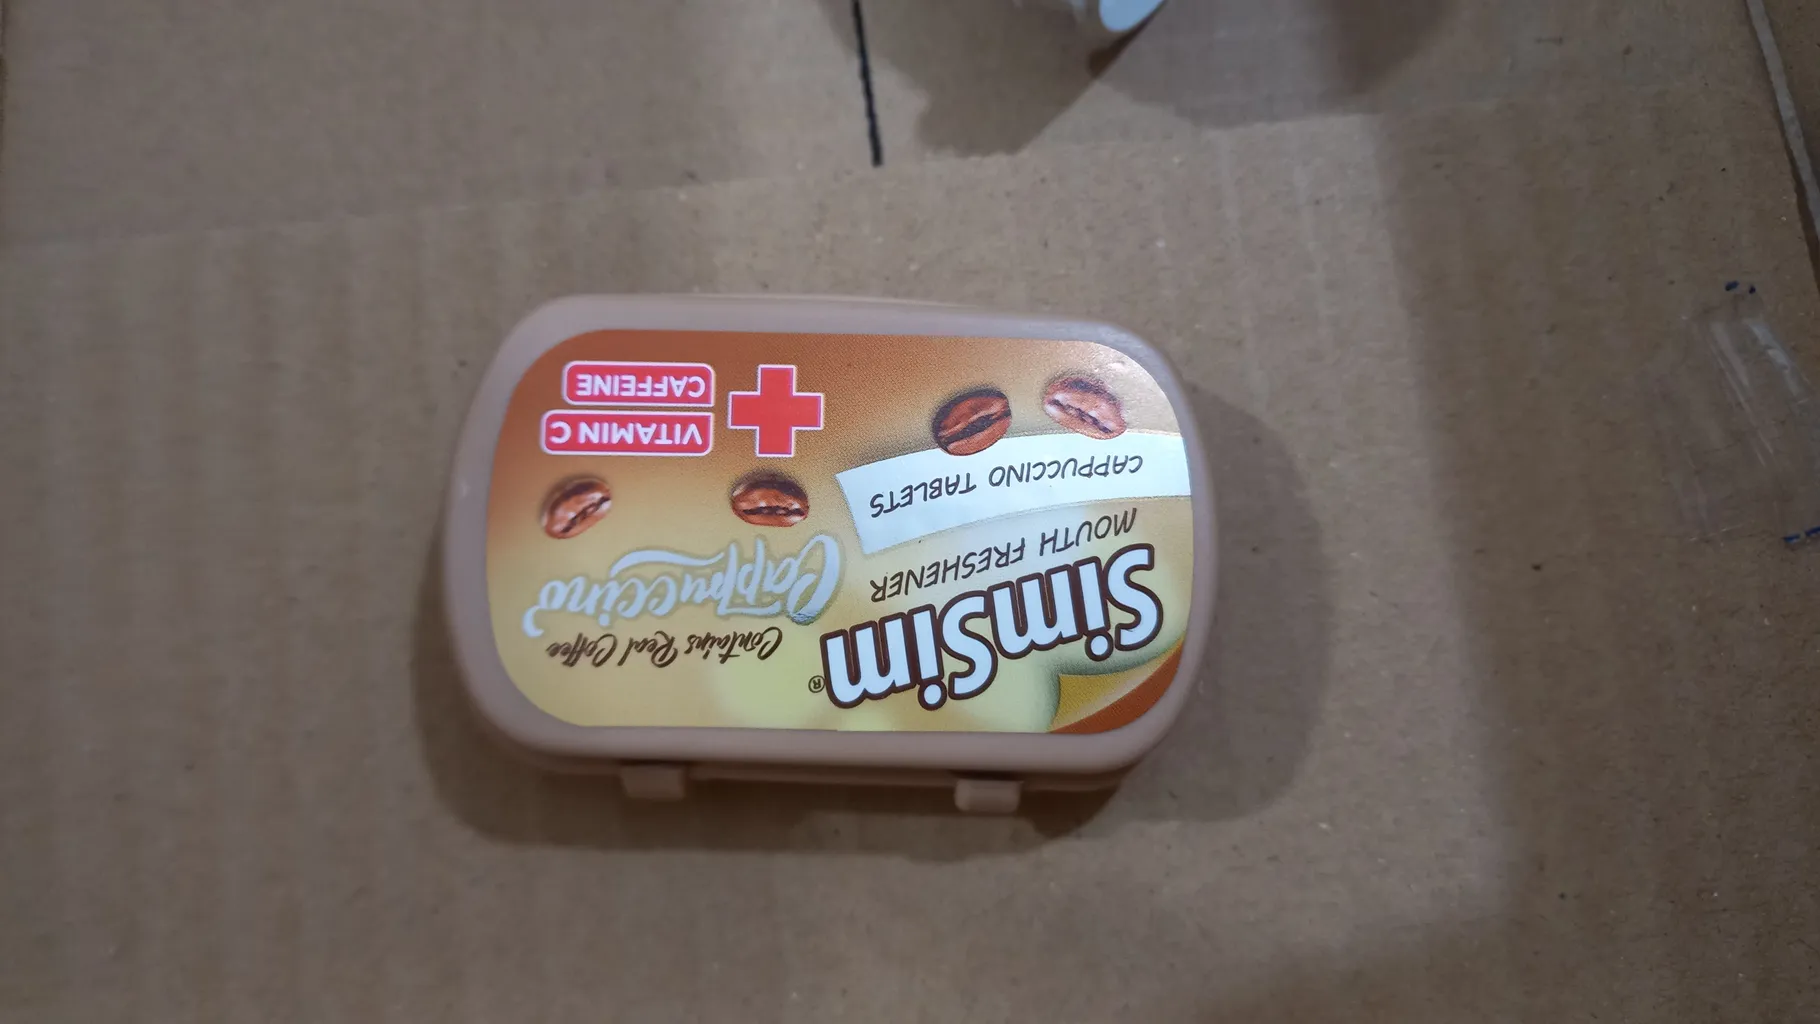 SimSim®
MOUTH FRESHENER
CAPPUCCINO TABLETS
Contains Real Coffee
Cappuccino
VITAMIN C
CAFFEINE